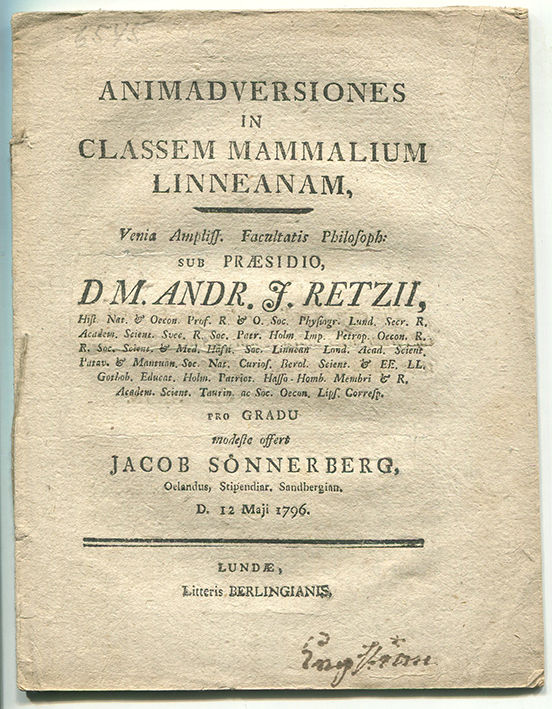 6545
ANIMADVERSIONES
IN
CLASSEM MAMMALIUM
LINNEANAM,
Venia Ampliſſ. Facultatis Philoſoph:
SUB PRÆSIDIO,
D M. ANDR. J. RETZII,
Hiſt. Nat. & Oecon. Prof. R. & O. Soc. Phyſiogr. Lund. Secr. R.
Academ. Scient. Svec. R. Soc. Patr. Holm Imp. Petrop. Oecon. R.
R. Soc. Scient. & Med. Hafn. Soc. Linnean Lond. Acad. Scient.
Patav. & Mantuan. Soc. Nat. Curioſ. Berol. Scient. & EE. LL.
Gothob. Educat. Holm. Patriot. Haſſo-Homb. Membri & R.
Academ. Scient. Taurin. ac Soc. Oecon. Lipſ. Correſp.
PRO GRADU
modeſte offert
JACOB SÖNNERBERG,
Oelandus, Stipendiar. Sandbergian.
D. 12 Maji 1796.
LUNDÆ,
Litteris BERLINGIANIS,
Engström